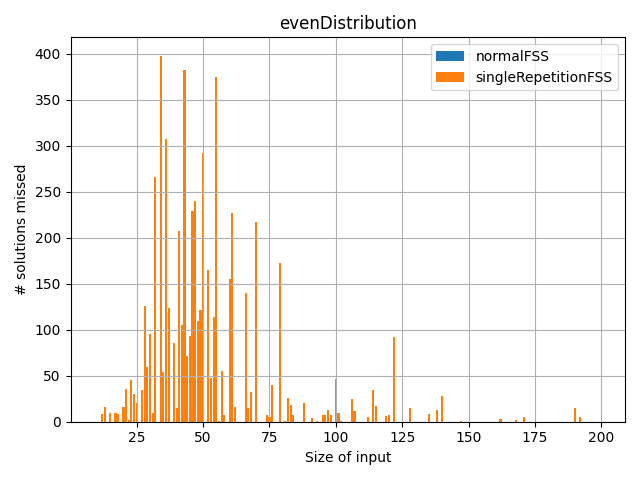 evenDistribution
normalFSS
singleRepetitionFSS
# solutions missed
400
350
300
250
200
150
100
50
0
25 50 75 100 125 150 175 200
Size of input